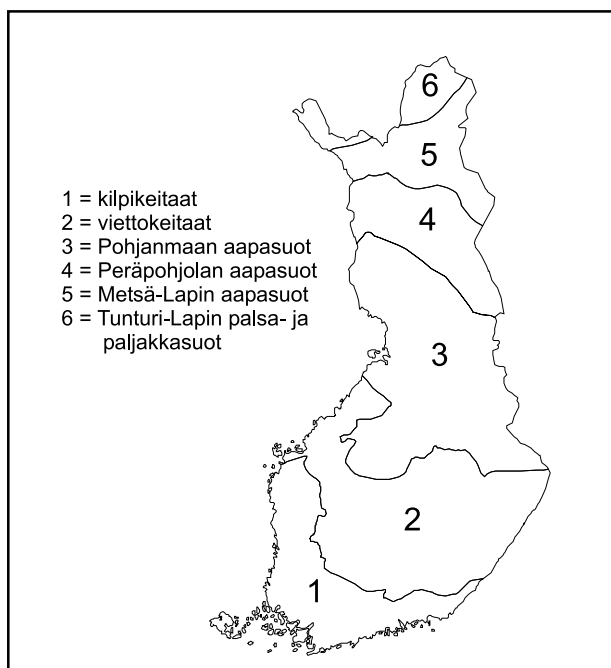 6
5
4
1 = kilpikeitaat
2 = viettokeitaat
3 = Pohjanmaan aapasuot
4 = Peräpohjolan aapasuot
5 = Metsä-Lapin aapasuot
6 = Tunturi-Lapin palsa- ja
paljakkasuot
3
2
1